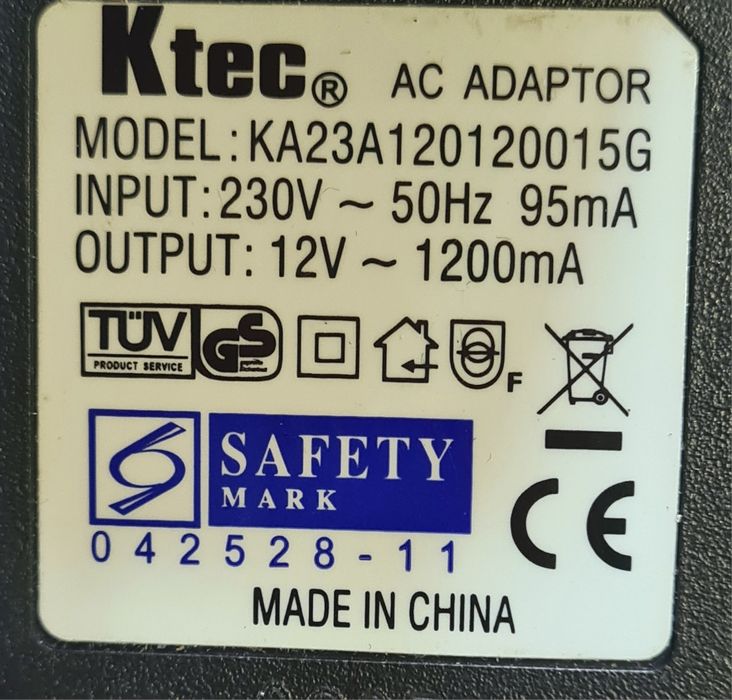 Ktec® AC ADAPTOR
MODEL:KA23A120120015G
INPUT:230V ~ 50Hz 95mA
OUTPUT: 12V ~ 1200mA
TÜV GS
PRODUCT SERVICE
F
SAFETY
MARK
042528-11
CE
MADE IN CHINA